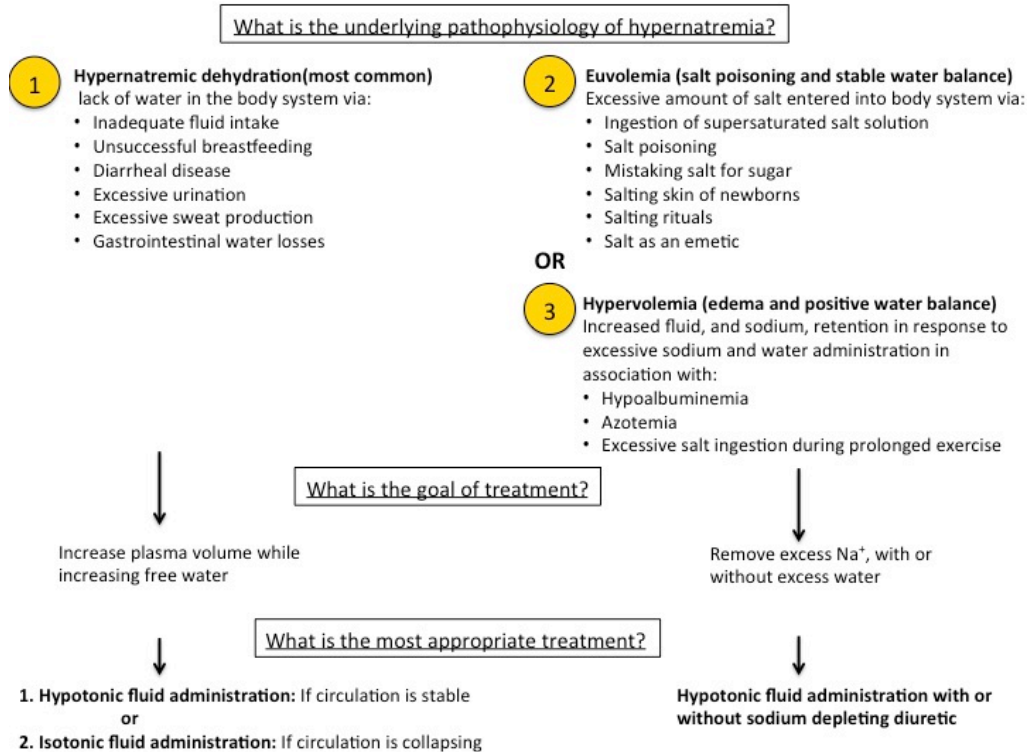 What is the underlying pathophysiology of hypernatremia?
1
Hypernatremic dehydration(most common)
lack of water in the body system via:
• Inadequate fluid intake
• Unsuccessful breastfeeding
• Diarrheal disease
• Excessive urination
• Excessive sweat production
• Gastrointestinal water losses
2
Euvolemia (salt poisoning and stable water balance)
Excessive amount of salt entered into body system via:
• Ingestion of supersaturated salt solution
• Salt poisoning
• Mistaking salt for sugar
• Salting skin of newborns
• Salting rituals
• Salt as an emetic
OR
3
Hypervolemia (edema and positive water balance)
Increased fluid, and sodium, retention in response to
excessive sodium and water administration in
association with:
• Hypoalbuminemia
• Azotemia
• Excessive salt ingestion during prolonged exercise
What is the goal of treatment?
Increase plasma volume while
increasing free water
Remove excess Na⁺, with or
without excess water
What is the most appropriate treatment?
1. Hypotonic fluid administration: If circulation is stable
or
2. Isotonic fluid administration: If circulation is collapsing
Hypotonic fluid administration with or
without sodium depleting diuretic